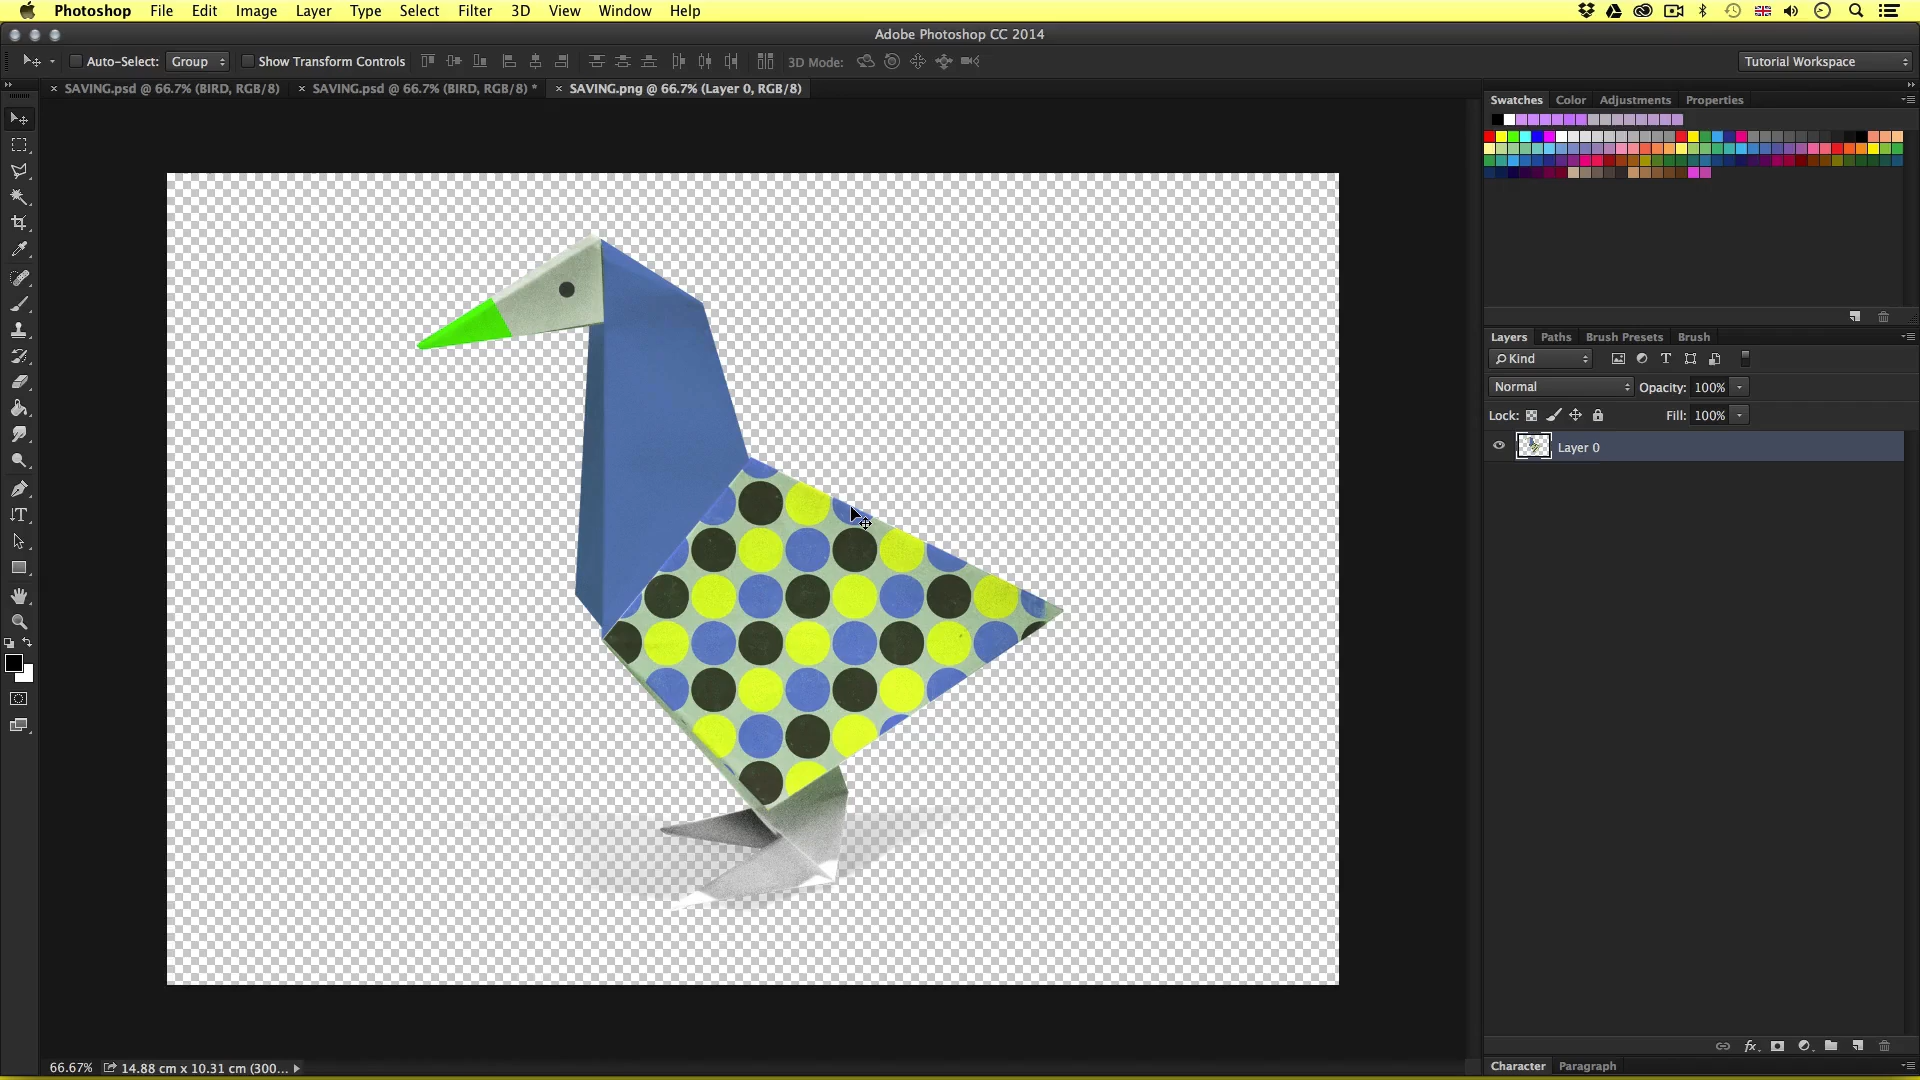 Photoshop File Edit Image Layer Type Select Filter 3D View Window Help
Adobe Photoshop CC 2014
Auto-Select: Group Show Transform Controls 3D Mode: Tutorial Workspace
SAVING.psd @ 66.7% (BIRD, RGB/8) SAVING.psd @ 66.7% (BIRD, RGB/8) * SAVING.png @ 66.7% (Layer 0, RGB/8)
Swatches Color Adjustments Properties
Layers Paths Brush Presets Brush
Kind
Normal Opacity: 100%
Lock: Fill: 100%
Layer 0
66.67% 14.88 cm x 10.31 cm (300...
Character Paragraph